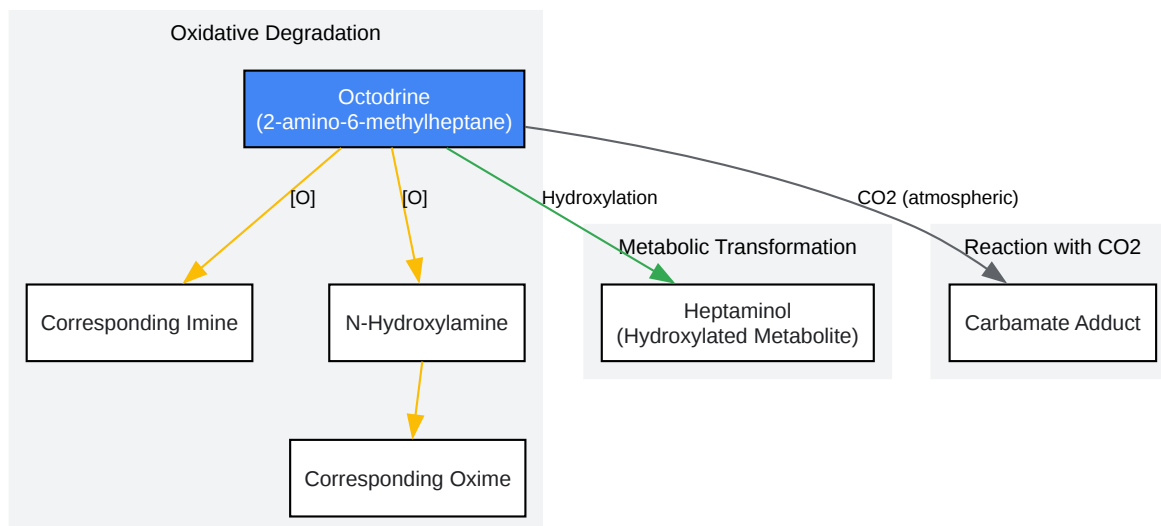 Oxidative Degradation
Octodrine
(2-amino-6-methylheptane)
[O]
[O]
Hydroxylation
CO2 (atmospheric)
Metabolic Transformation
Reaction with CO2
Corresponding Imine
N-Hydroxylamine
Heptaminol
(Hydroxylated Metabolite)
Carbamate Adduct
Corresponding Oxime